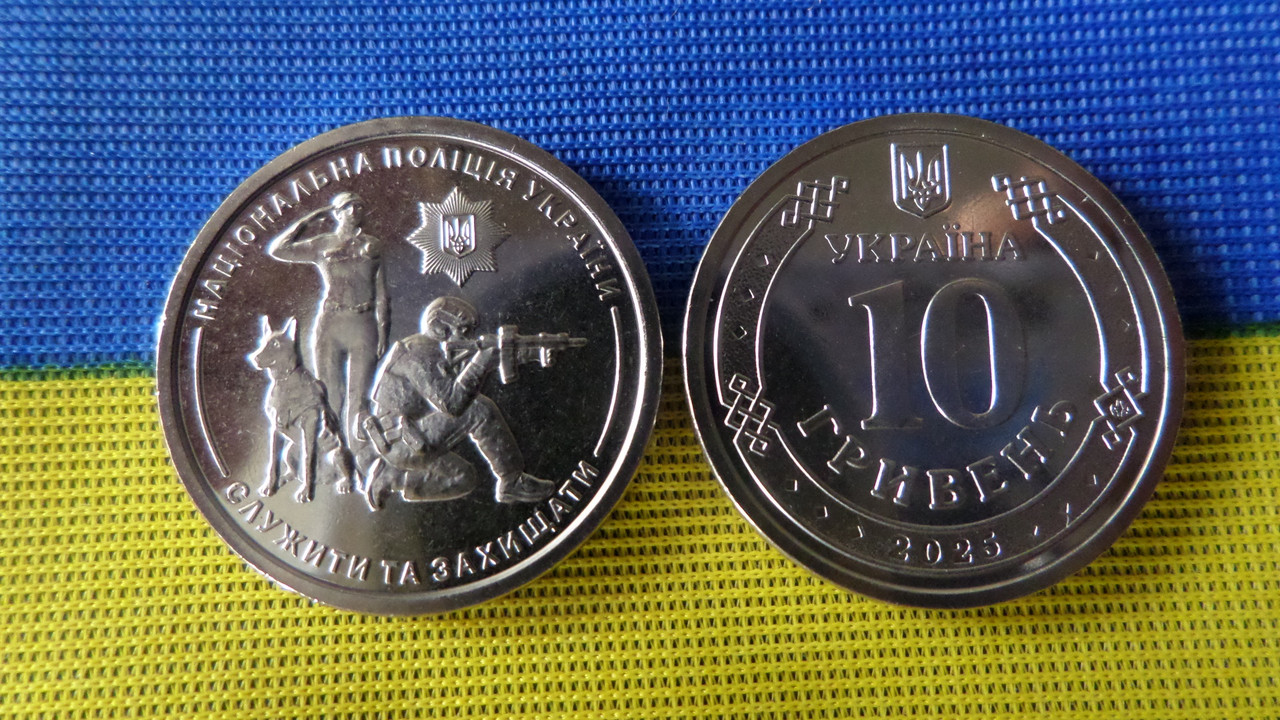 НАЦІОНАЛЬНА ПОЛІЦІЯ УКРАЇНИ
СЛУЖИТИ ТА ЗАХИЩАТИ
УКРАЇНА
10
ГРИВЕНЬ
2025